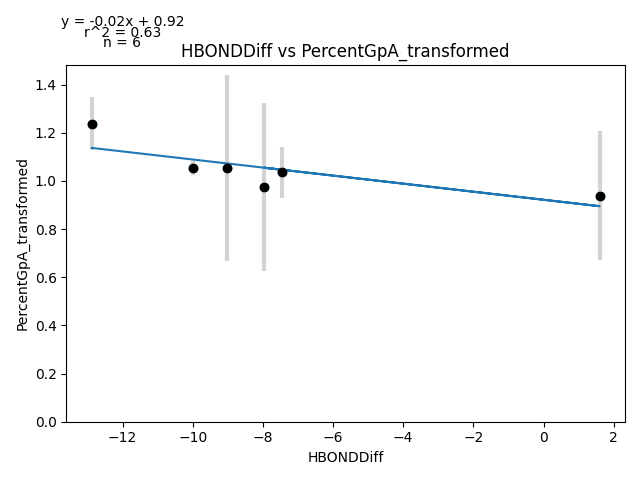 y = -0.02x + 0.92
r^2 = 0.63
n = 6
HBONDDiff vs PercentGpA_transformed
PercentGpA_transformed
1.4
1.2
1.0
0.8
0.6
0.4
0.2
0.0
−12 −10 −8 −6 −4 −2 0 2
HBONDDiff